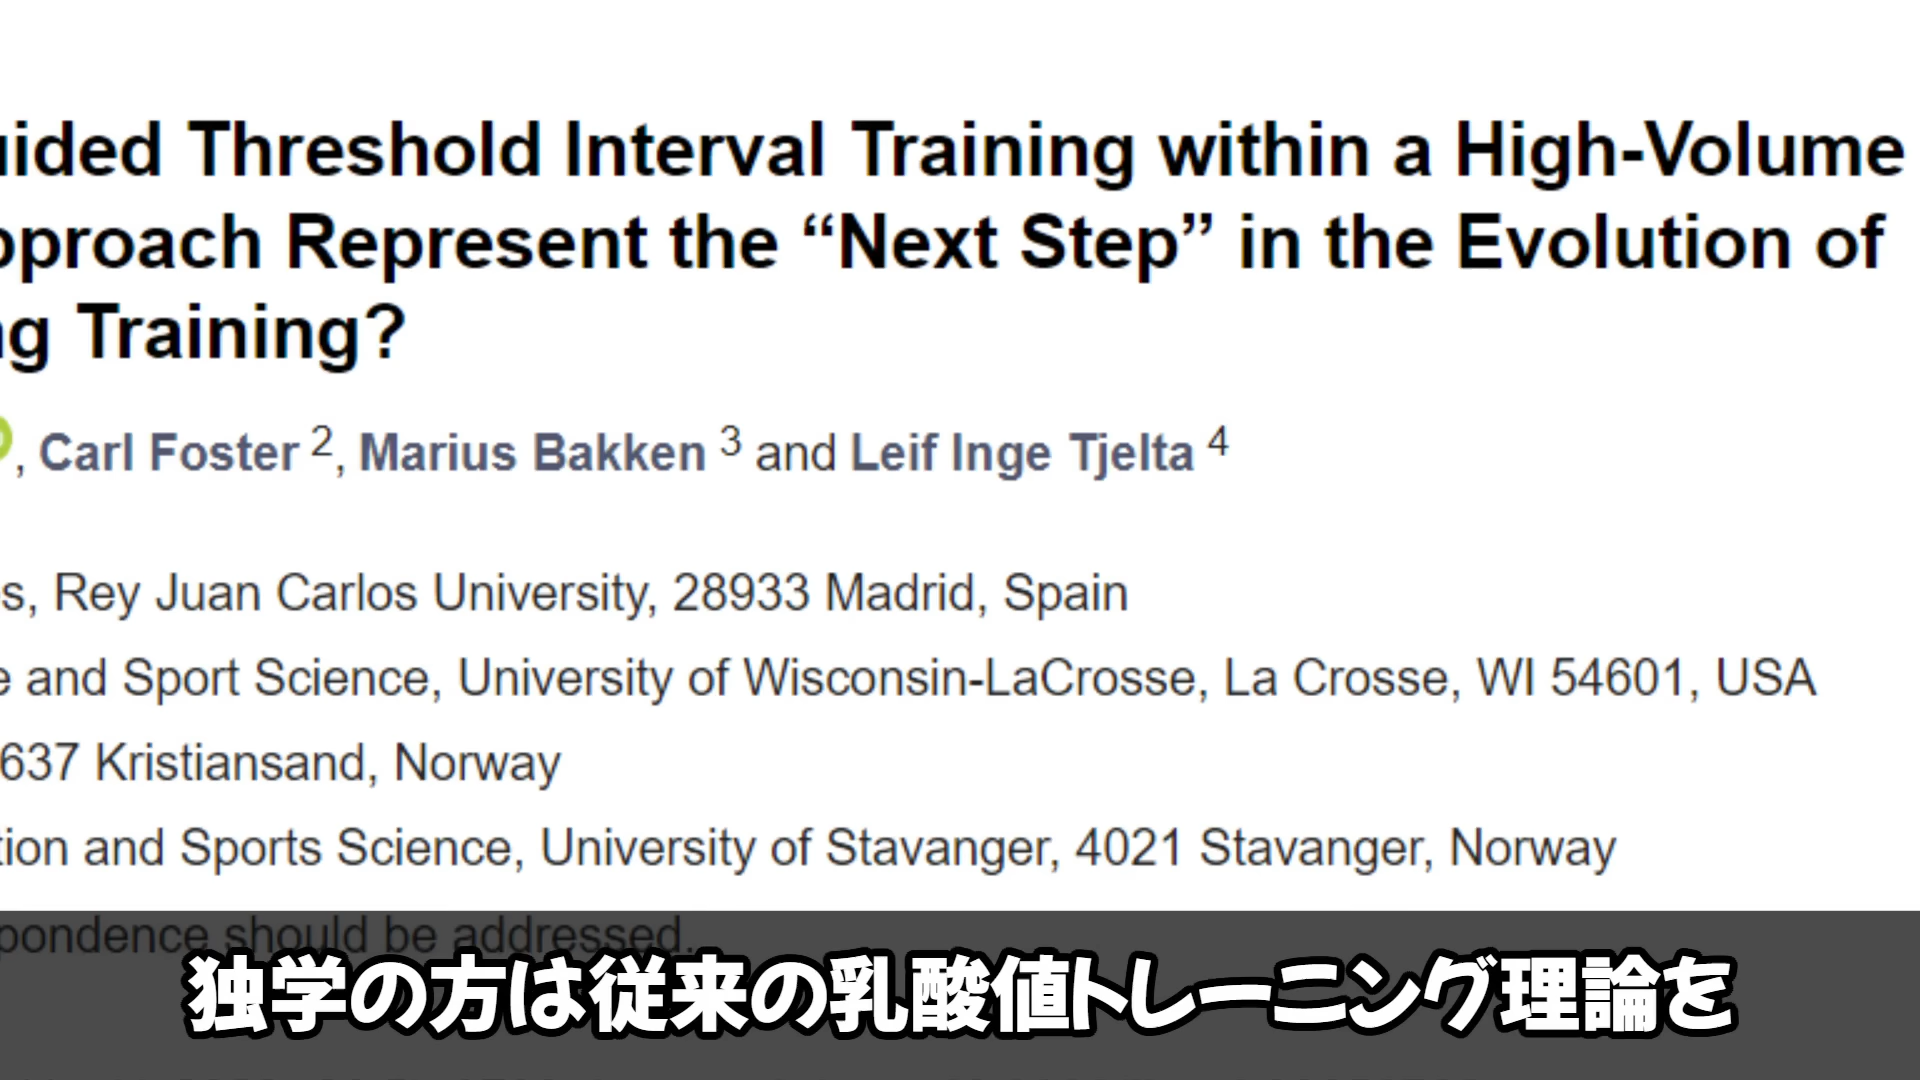 uided Threshold Interval Training within a High-Volume
pproach Represent the “Next Step” in the Evolution of
ng Training?
, Carl Foster 2, Marius Bakken 3 and Leif Inge Tjelta 4
s, Rey Juan Carlos University, 28933 Madrid, Spain
e and Sport Science, University of Wisconsin-LaCrosse, La Crosse, WI 54601, USA
637 Kristiansand, Norway
tion and Sports Science, University of Stavanger, 4021 Stavanger, Norway
pondence should be addressed.
独学の方は従来の乳酸値トレーニング理論を